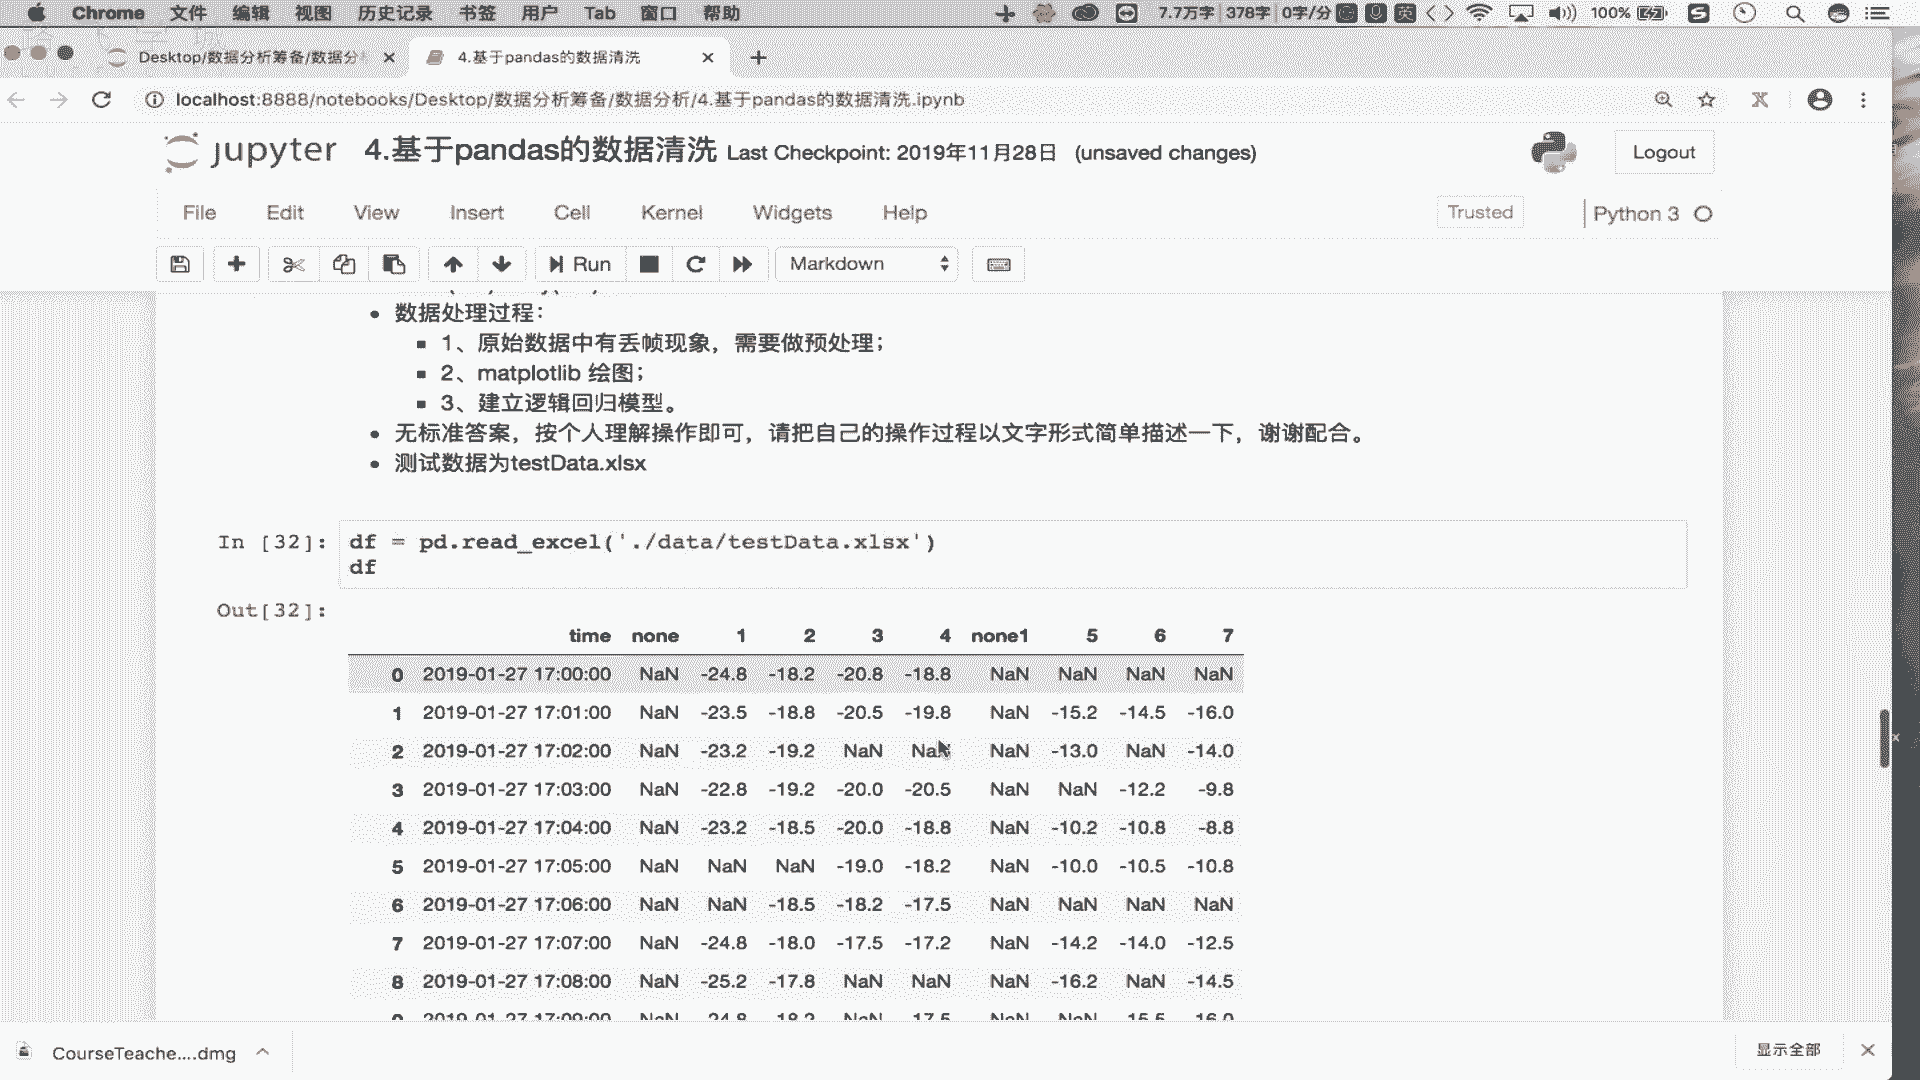 Chrome 文件 编辑 视图 历史记录 书签 用户 Tab 窗口 帮助 7.7万字 378字 0字/分 英 100%
Desktop/数据分析筹备/数据分 4.基于pandas的数据清洗
localhost:8888/notebooks/Desktop/数据分析筹备/数据分析/4.基于pandas的数据清洗.ipynb
jupyter 4.基于pandas的数据清洗 Last Checkpoint: 2019年11月28日 (unsaved changes) Logout
File Edit View Insert Cell Kernel Widgets Help Trusted Python 3
Run Markdown
数据处理过程：
1、原始数据中有丢帧现象，需要做预处理；
2、matplotlib 绘图；
3、建立逻辑回归模型。
无标准答案，按个人理解操作即可，请把自己的操作过程以文字形式简单描述一下，谢谢配合。
测试数据为testData.xlsx
In [32]: df = pd.read_excel('./data/testData.xlsx')
df
Out[32]:
time none 1 2 3 4 none1 5 6 7
0 2019-01-27 17:00:00 NaN -24.8 -18.2 -20.8 -18.8 NaN NaN NaN NaN
1 2019-01-27 17:01:00 NaN -23.5 -18.8 -20.5 -19.8 NaN -15.2 -14.5 -16.0
2 2019-01-27 17:02:00 NaN -23.2 -19.2 NaN NaN NaN -13.0 NaN -14.0
3 2019-01-27 17:03:00 NaN -22.8 -19.2 -20.0 -20.5 NaN NaN -12.2 -9.8
4 2019-01-27 17:04:00 NaN -23.2 -18.5 -20.0 -18.8 NaN -10.2 -10.8 -8.8
5 2019-01-27 17:05:00 NaN NaN NaN -19.0 -18.2 NaN -10.0 -10.5 -10.8
6 2019-01-27 17:06:00 NaN NaN -18.5 -18.2 -17.5 NaN NaN NaN NaN
7 2019-01-27 17:07:00 NaN -24.8 -18.0 -17.5 -17.2 NaN -14.2 -14.0 -12.5
8 2019-01-27 17:08:00 NaN -25.2 -17.8 NaN NaN NaN -16.2 NaN -14.5
9 2019-01-27 17:09:00 NaN -24.8 -18.2 NaN -17.5 NaN NaN -15.5 -16.0
CourseTeache....dmg 显示全部